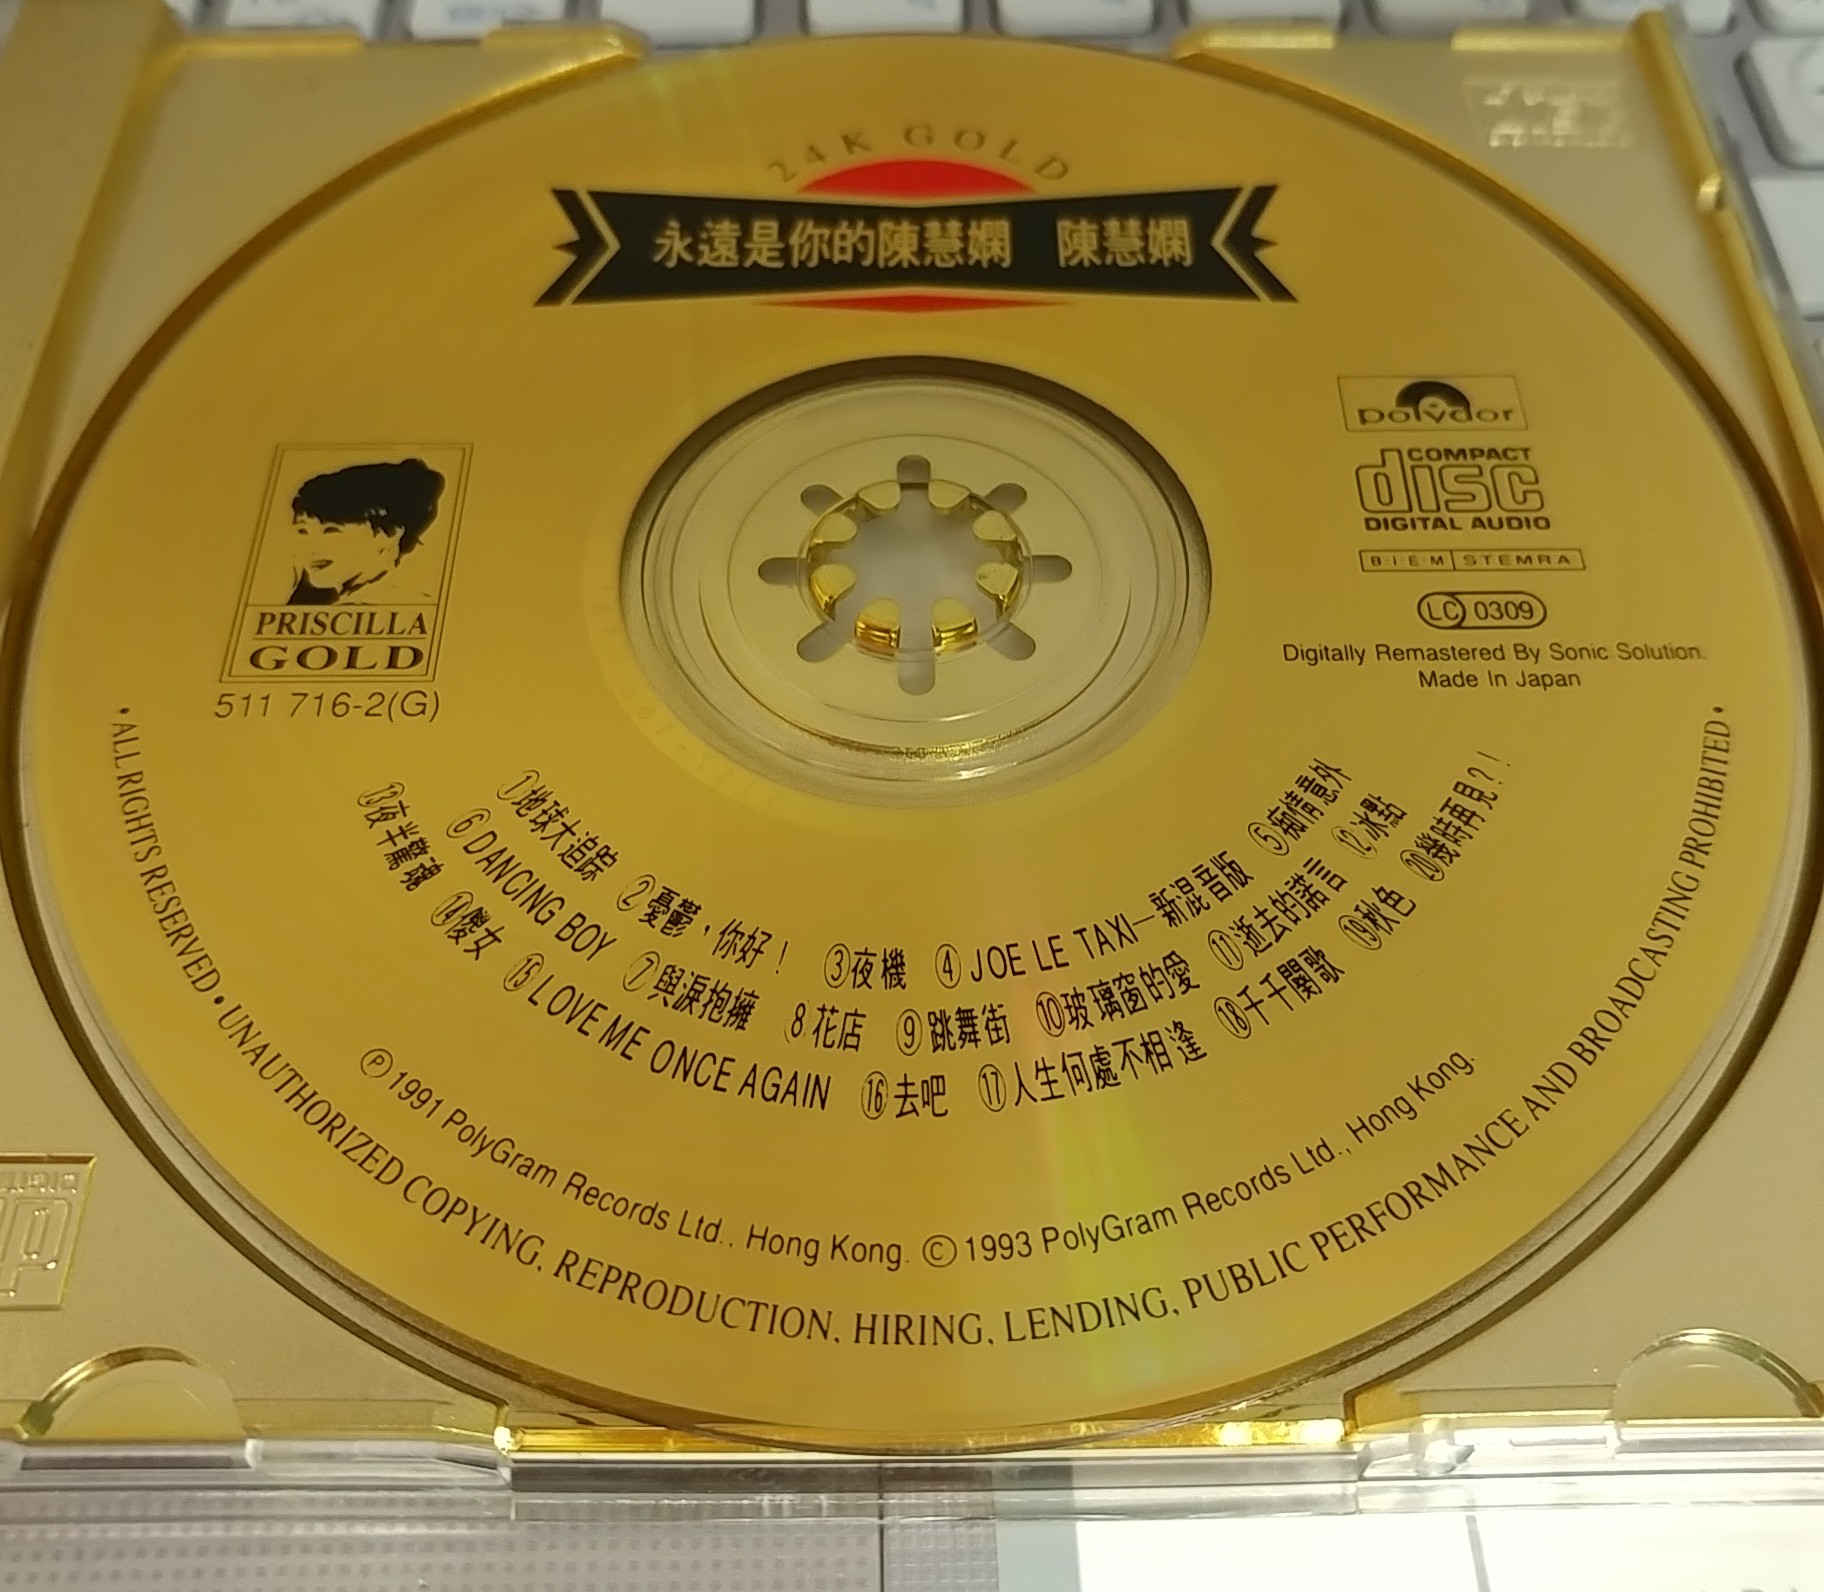 24K GOLD
永遠是你的陳慧嫻　陳慧嫻
polydor
COMPACT
disc
DIGITAL AUDIO
B·I·E·M STEMRA
LC 0309
Digitally Remastered By Sonic Solution.
Made In Japan
PRISCILLA
GOLD
511 716-2(G)
①地球大追踪 ②憂鬱，你好！ ③夜機 ④JOE LE TAXI—新混音版 ⑤痴情意外
⑥DANCING BOY ⑦與淚抱擁 8花店 ⑨跳舞街 ⑩玻璃窗的愛 ⑪逝去的諾言 ⑫冰點
⑬夜半驚魂 ⑭傻女 ⑮LOVE ME ONCE AGAIN ⑯去吧 ⑰人生何處不相逢 ⑱千千闋歌 ⑲秋色 ⑳幾時再見？！
Ⓟ1991 PolyGram Records Ltd., Hong Kong. ©1993 PolyGram Records Ltd., Hong Kong.
• ALL RIGHTS RESERVED • UNAUTHORIZED COPYING, REPRODUCTION, HIRING, LENDING, PUBLIC PERFORMANCE AND BROADCASTING PROHIBITED •